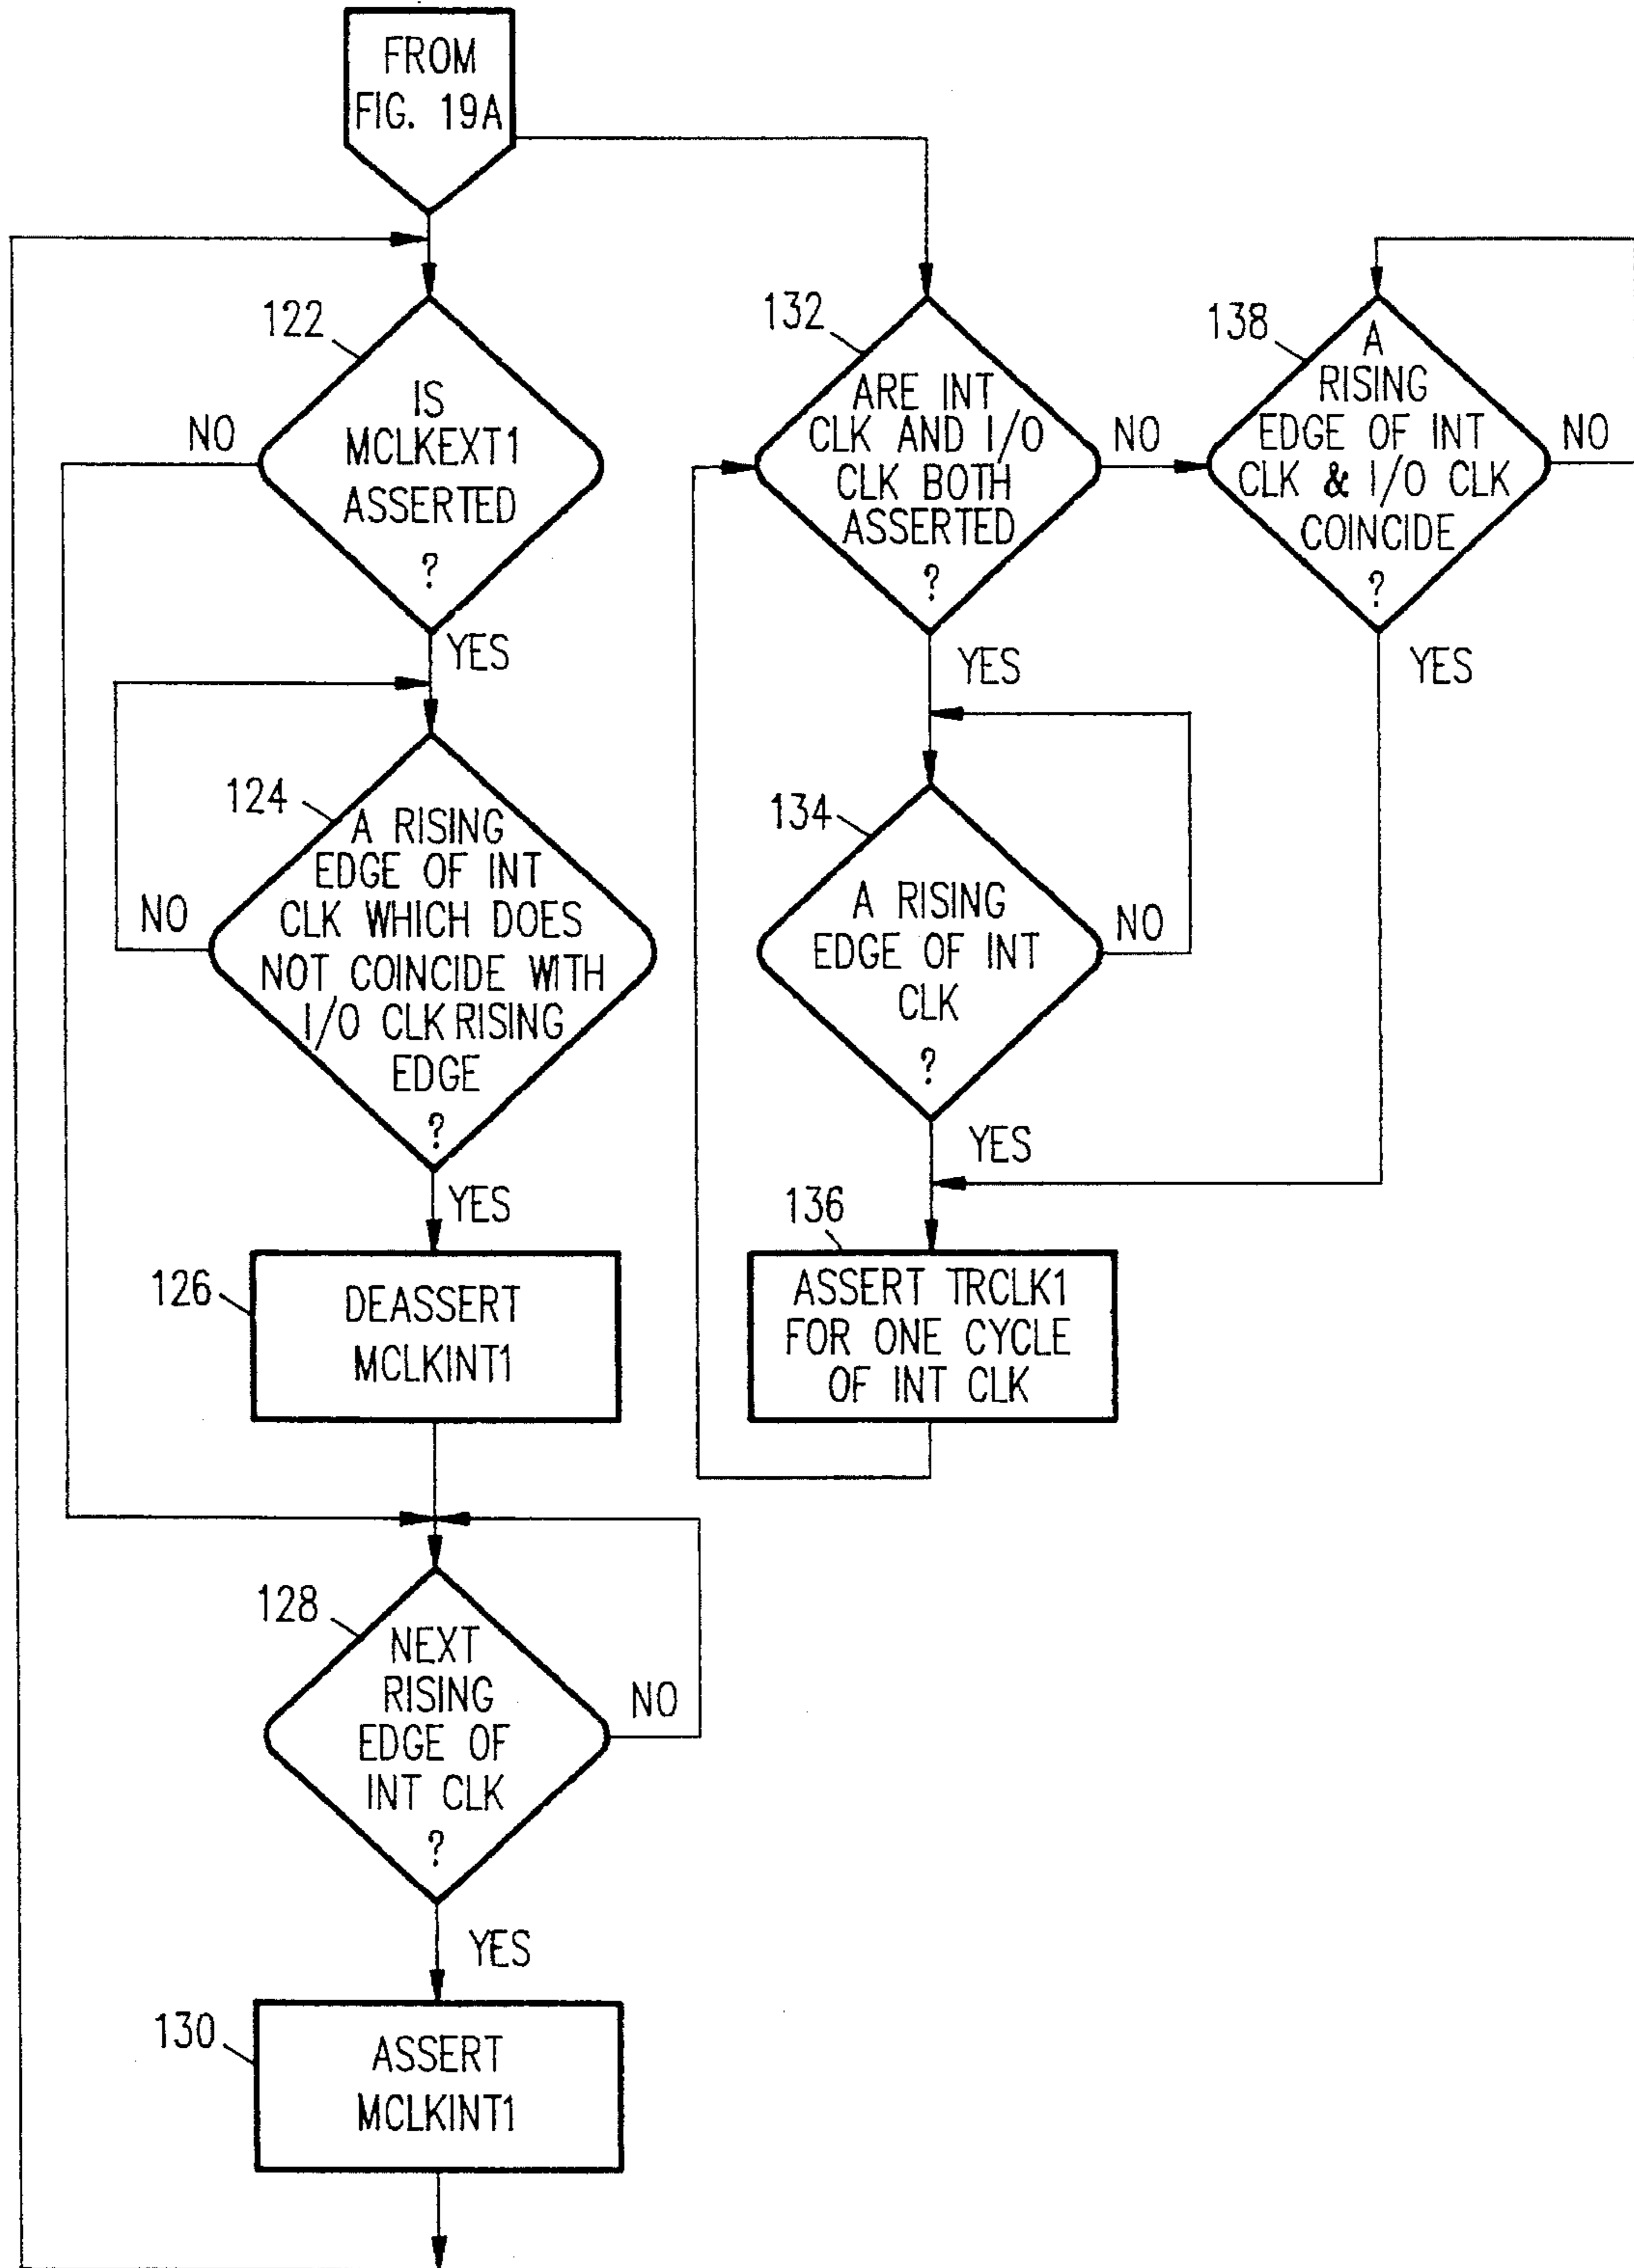 FROM
FIG. 19A
122
IS
MCLKEXT1
ASSERTED
?
NO
YES
124
A RISING
EDGE OF INT
CLK WHICH DOES
NOT COINCIDE WITH
I/O CLK RISING
EDGE
?
NO
YES
126
DEASSERT
MCLKINT1
128
NEXT
RISING
EDGE OF
INT CLK
?
NO
YES
130
ASSERT
MCLKINT1
132
ARE INT
CLK AND I/O
CLK BOTH
ASSERTED
?
NO
YES
134
A RISING
EDGE OF INT
CLK
?
NO
YES
136
ASSERT TRCLK1
FOR ONE CYCLE
OF INT CLK
138
A
RISING
EDGE OF INT
CLK & I/O CLK
COINCIDE
?
NO
YES